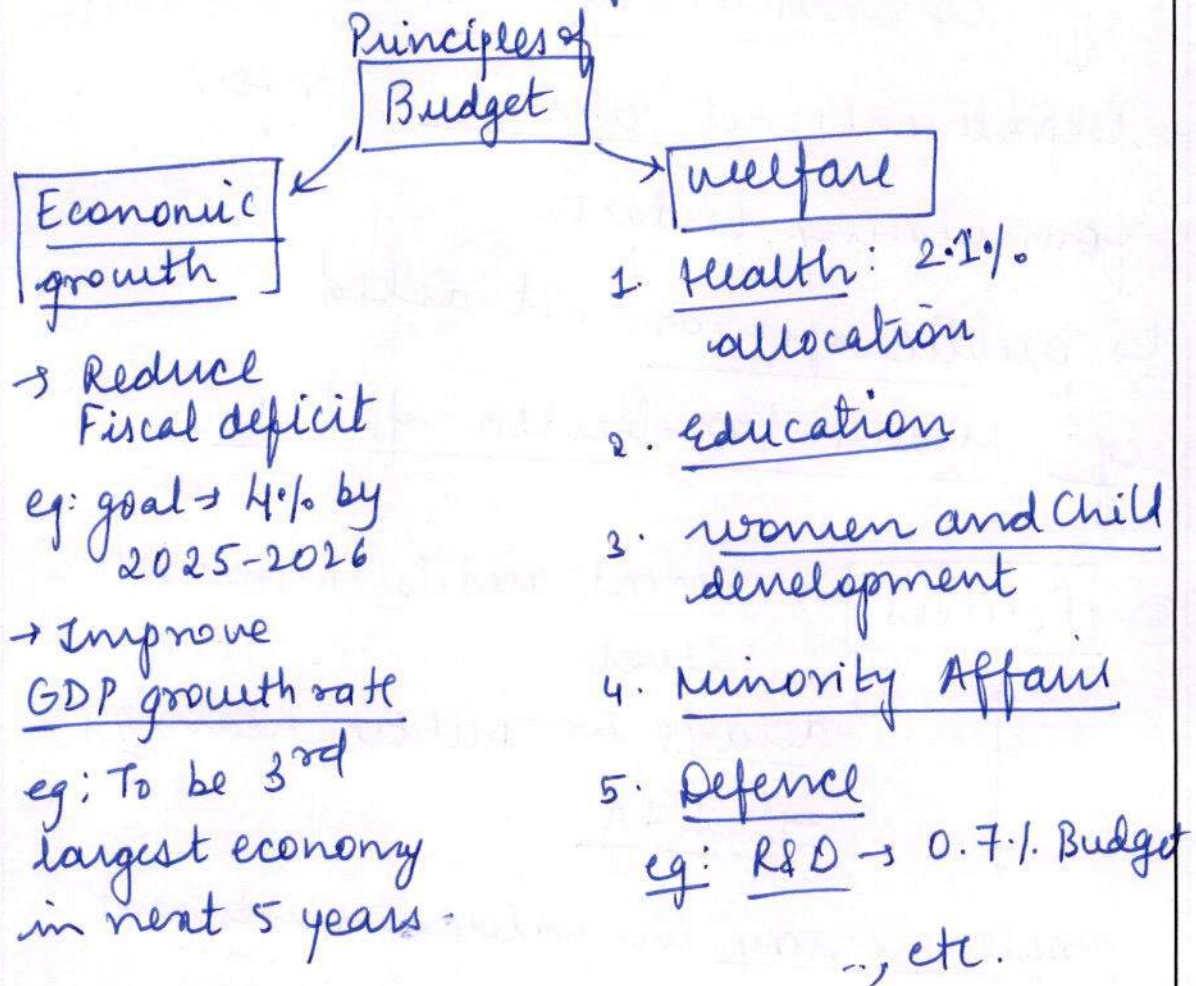 Principles of
Budget
Economic
growth
→ Reduce
Fiscal deficit
eg: goal → 4% by
2025-2026
→ Improve
GDP growth rate
eg: To be 3rd
largest economy
in next 5 years.
welfare
1. Health: 2.1%
allocation
2. Education
3. women and Child
development
4. Minority Affairs
5. Defence
eg: R&D → 0.7% Budget
.., etc.